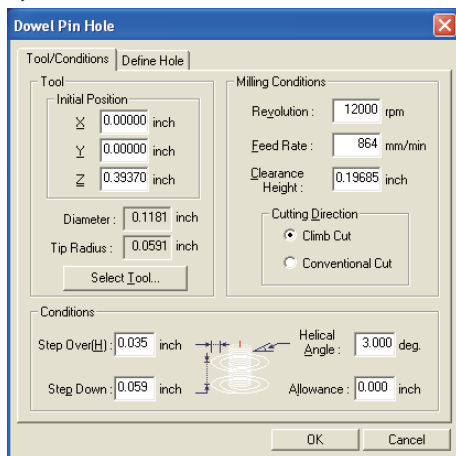 Dowel Pin Hole
Tool/Conditions Define Hole
Tool
Initial Position
X 0.00000 inch
Y 0.00000 inch
Z 0.39370 inch
Diameter : 0.1181 inch
Tip Radius : 0.0591 inch
Select Tool...
Milling Conditions
Revolution : 12000 rpm
Feed Rate : 864 mm/min
Clearance
Height : 0.19685 inch
Cutting Direction
Climb Cut
Conventional Cut
Conditions
Step Over(H) : 0.035 inch
Step Down : 0.059 inch
Helical
Angle : 3.000 deg.
Allowance : 0.000 inch
OK Cancel